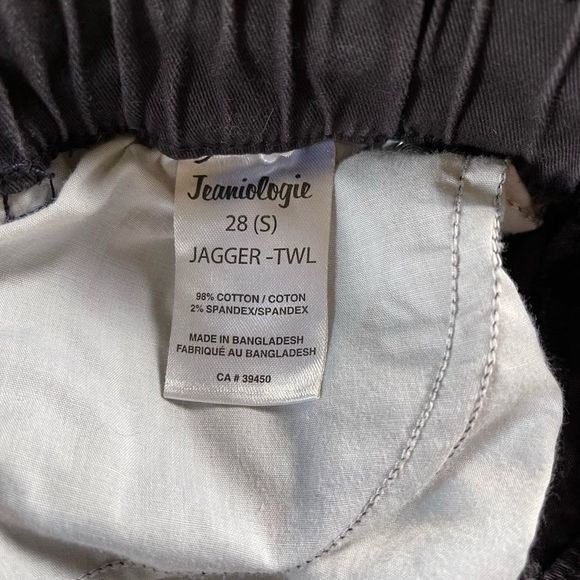 Jeaniologie
28 (S)
JAGGER -TWL
98% COTTON / COTON
2% SPANDEX/SPANDEX
MADE IN BANGLADESH
FABRIQUÉ AU BANGLADESH
CA # 39450